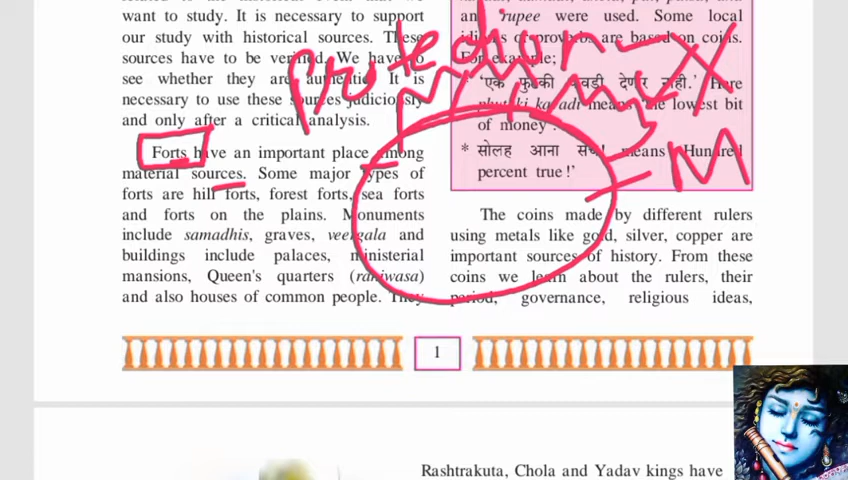 want to study. It is necessary to support
our study with historical sources. These
sources have to be verified. We have to
see whether they are authentic. It is
necessary to use these sources judiciously
and only after a critical analysis.
Forts have an important place among
material sources. Some major types of
forts are hill forts, forest forts, sea forts
and forts on the plains. Monuments
include samadhis, graves, veergala and
buildings include palaces, ministerial
mansions, Queen's quarters (raniwasa)
and also houses of common people. They
an 'rupee were used. Some local
idioms or proverbs are based on coins.
For example;
'एक फुटकी कवडी देणार नाही.' Here
phutki kavadi means the lowest bit
of money.
* सोलह आना सच! means Hundred
percent true!'
The coins made by different rulers
using metals like gold, silver, copper are
important sources of history. From these
coins we learn about the rulers, their
period, governance, religious ideas,
Protection
M
1
Rashtrakuta, Chola and Yadav kings have